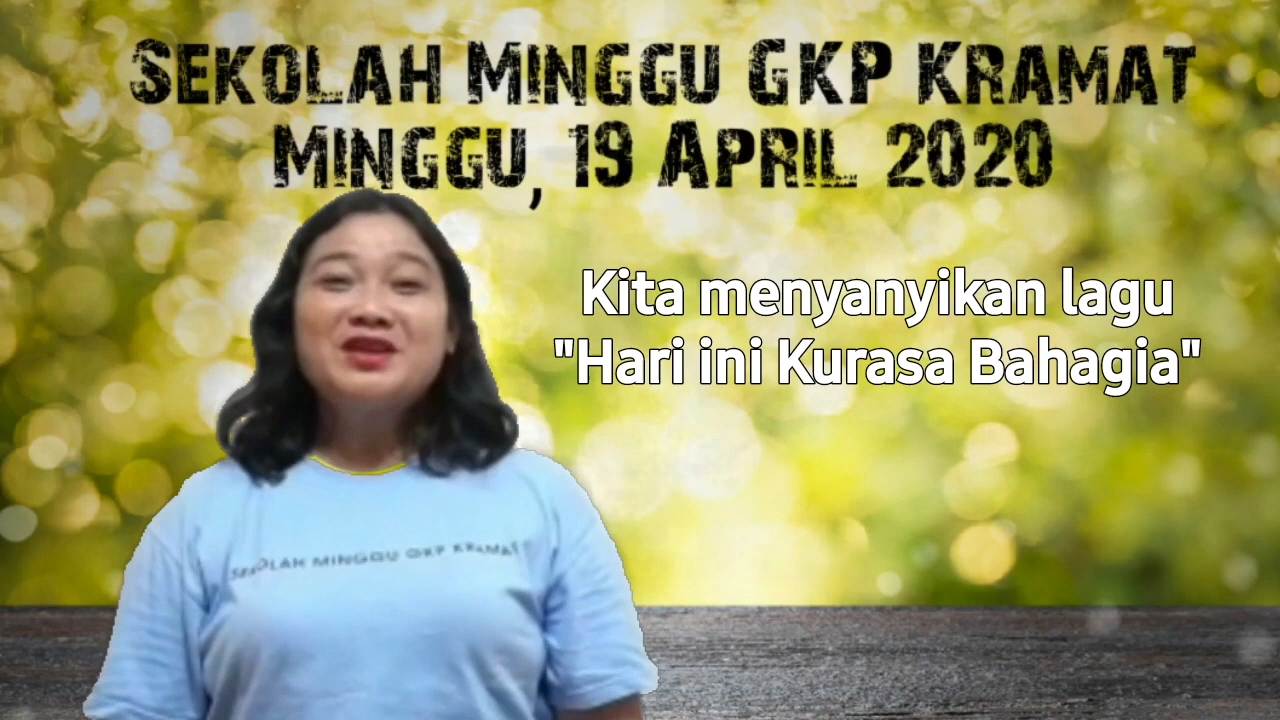 SEKOLAH MINGGU GKP KRAMAT
MINGGU, 19 APRIL 2020
Kita menyanyikan lagu
"Hari ini Kurasa Bahagia"
SEKOLAH MINGGU GKP KRAMAT